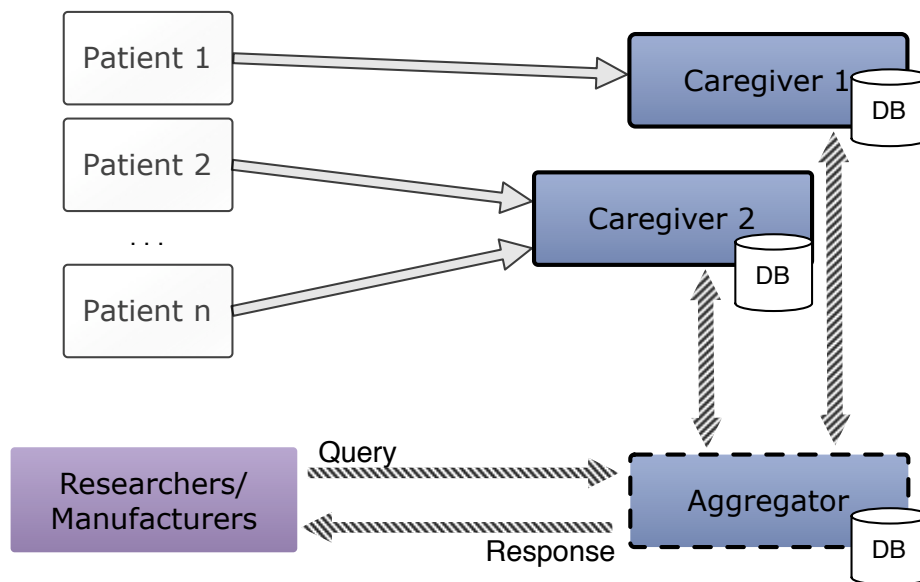 Patient 1
Caregiver 1
DB
Patient 2
Caregiver 2
DB
. . .
Patient n
Query
Researchers/
Manufacturers
Aggregator
DB
Response